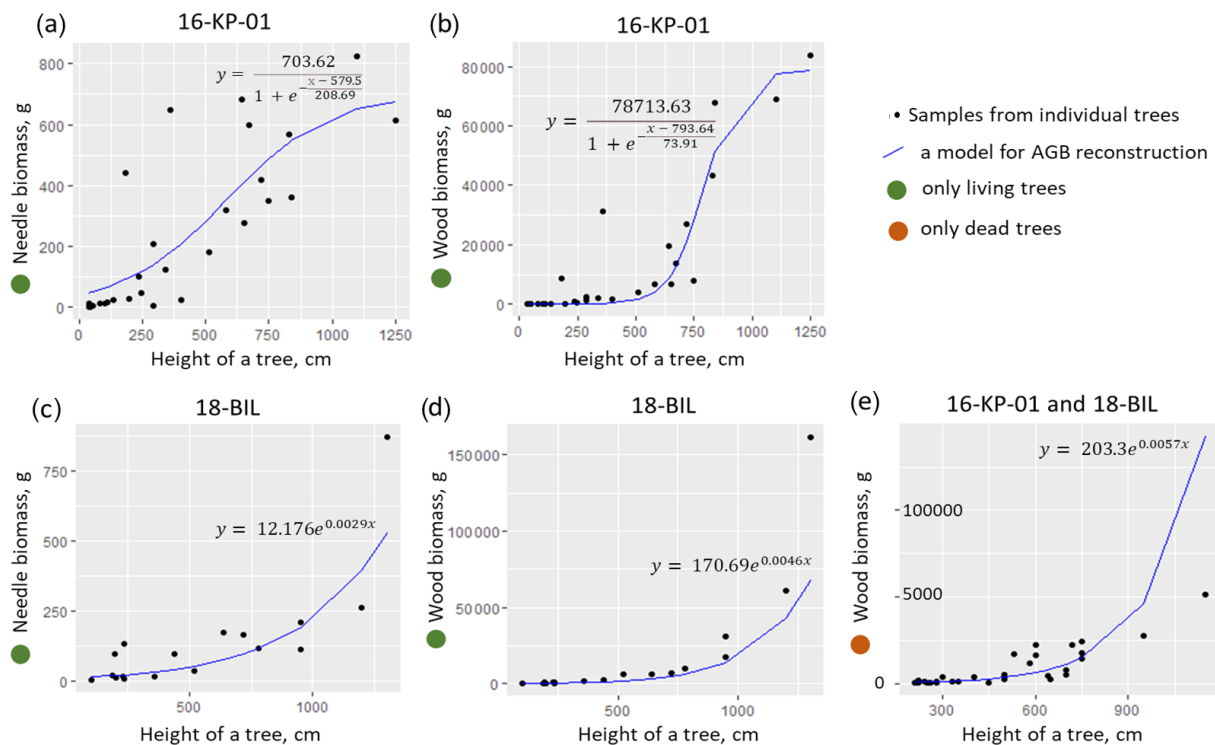 (a)
16-KP-01
y = 703.62 / 1 + e^-(x − 579.5 / 208.69)
Needle biomass, g
800
600
400
200
0
0 250 500 750 1000 1250
Height of a tree, cm
(b)
16-KP-01
y = 78713.63 / 1 + e^-(x − 793.64 / 73.91)
Wood biomass, g
80000
60000
40000
20000
0
0 250 500 750 1000 1250
Height of a tree, cm
Samples from individual trees
a model for AGB reconstruction
only living trees
only dead trees
(c)
18-BIL
y = 12.176e^0.0029x
Needle biomass, g
750
500
250
0
500 1000
Height of a tree, cm
(d)
18-BIL
y = 170.69e^0.0046x
Wood biomass, g
150000
100000
50000
0
500 1000
Height of a tree, cm
(e)
16-KP-01 and 18-BIL
y = 203.3e^0.0057x
Wood biomass, g
100000
5000
0
300 600 900
Height of a tree, cm